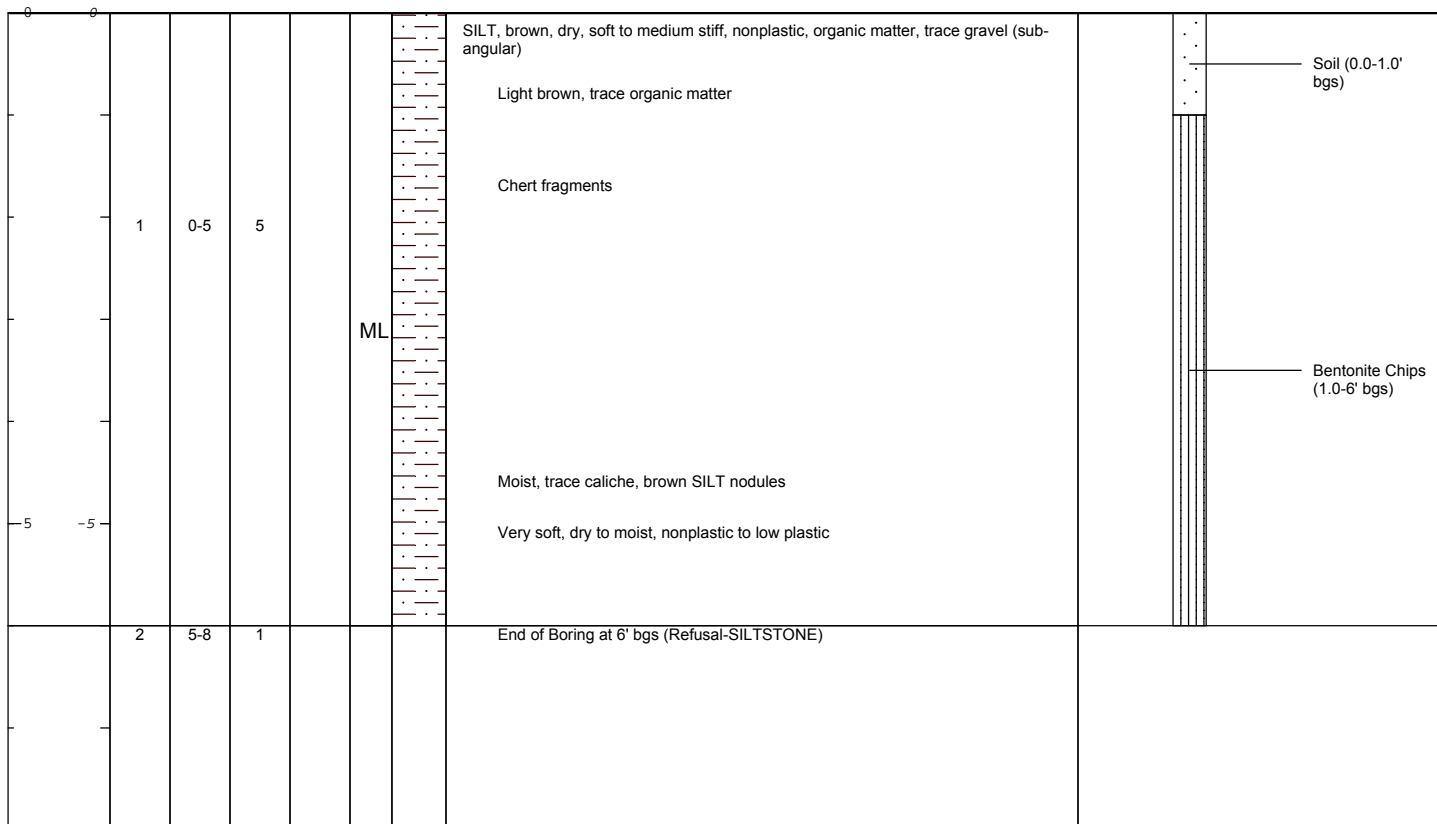 0 0
SILT, brown, dry, soft to medium stiff, nonplastic, organic matter, trace gravel (sub-
angular)
Soil (0.0-1.0'
bgs)
Light brown, trace organic matter
Chert fragments
1 0-5 5
ML
Bentonite Chips
(1.0-6' bgs)
Moist, trace caliche, brown SILT nodules
5 -5
Very soft, dry to moist, nonplastic to low plastic
2 5-8 1 End of Boring at 6' bgs (Refusal-SILTSTONE)